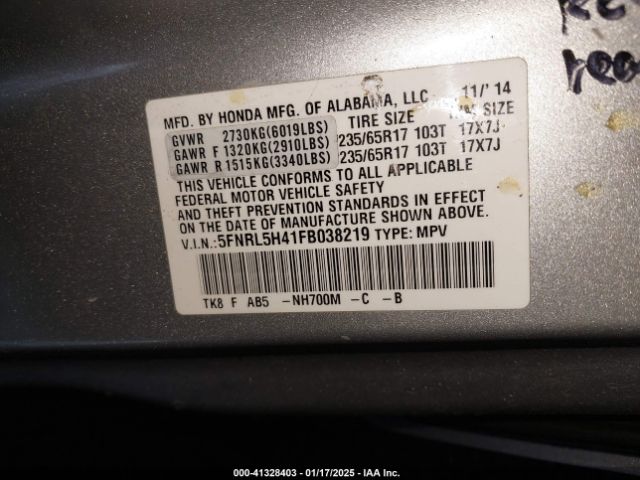 MFD. BY HONDA MFG. OF ALABAMA, LLC 11/'14
TIRE SIZE RIM SIZE
GVWR 2730KG(6019LBS)
GAWR F 1320KG(2910LBS) 235/65R17 103T 17X7J
GAWR R 1515KG(3340LBS) 235/65R17 103T 17X7J
THIS VEHICLE CONFORMS TO ALL APPLICABLE
FEDERAL MOTOR VEHICLE SAFETY
AND THEFT PREVENTION STANDARDS IN EFFECT
ON THE DATE OF MANUFACTURE SHOWN ABOVE.
V.I.N.:5FNRL5H41FB038219 TYPE: MPV
TK8 F AB5 -NH700M -C -B
000-41328403 — 01/17/2025 — IAA Inc.